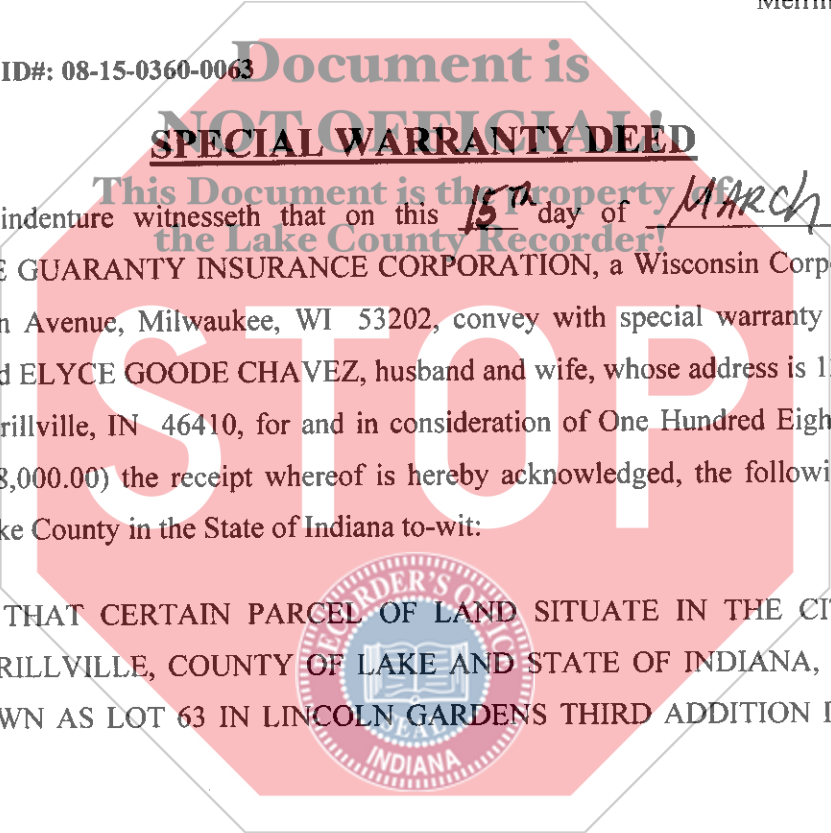 Merrill
ID#: 08-15-0360-0063
Document is
NOT OFFICIAL!
SPECIAL WARRANTY DEED
This Document is the property of
the Lake County Recorder!
indenture witnesseth that on this 15th day of MARCH
E GUARANTY INSURANCE CORPORATION, a Wisconsin Corp
n Avenue, Milwaukee, WI 53202, convey with special warranty
d ELYCE GOODE CHAVEZ, husband and wife, whose address is 1
rillville, IN 46410, for and in consideration of One Hundred Eigh
8,000.00) the receipt whereof is hereby acknowledged, the followi
ke County in the State of Indiana to-wit:
STOP
THAT CERTAIN PARCEL OF LAND SITUATE IN THE CI
RILLVILLE, COUNTY OF LAKE AND STATE OF INDIANA,
WN AS LOT 63 IN LINCOLN GARDENS THIRD ADDITION
RECORDER'S OFFICE
SEAL
INDIANA